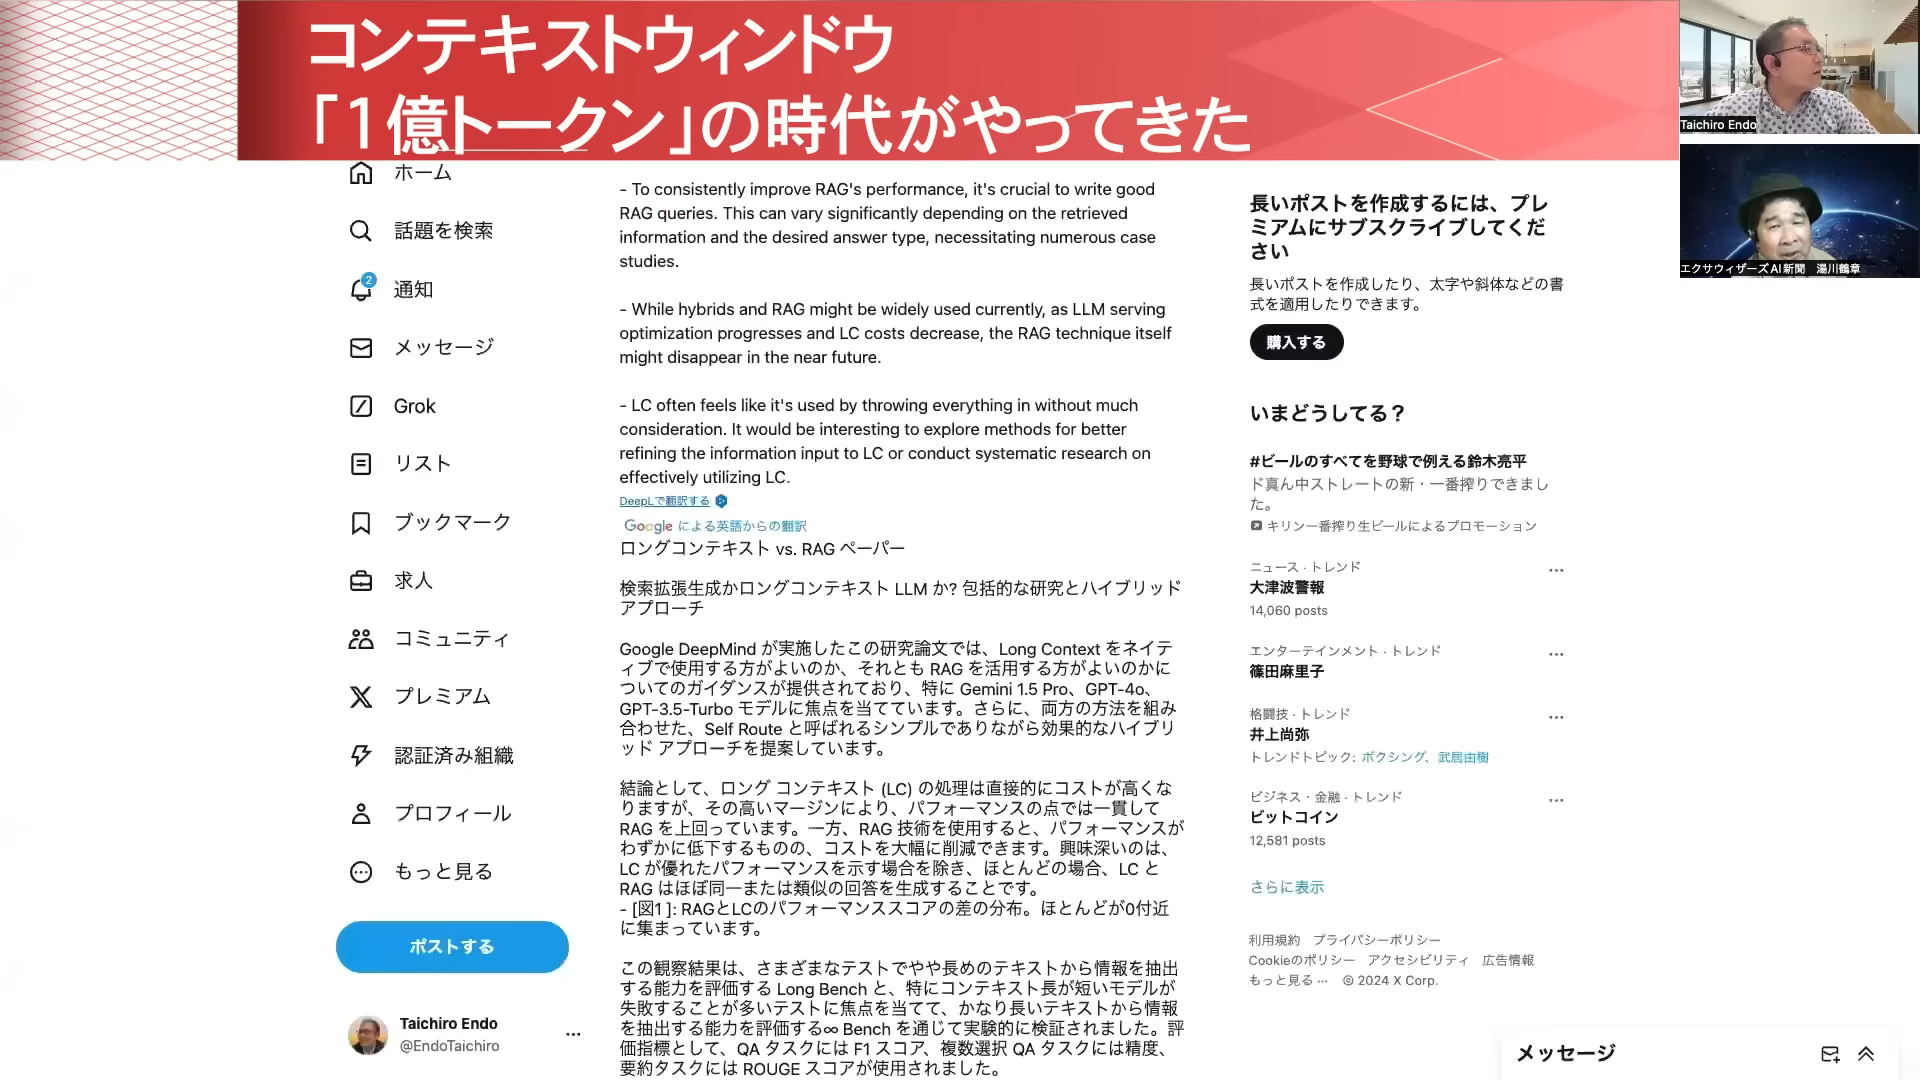 コンテキストウィンドウ
「1億トークン」の時代がやってきた
Taichiro Endo
エクサウィザーズAI新聞 湯川鶴章
ホーム
話題を検索
2
通知
メッセージ
Grok
リスト
ブックマーク
求人
コミュニティ
プレミアム
認証済み組織
プロフィール
もっと見る
ポストする
Taichiro Endo
@EndoTaichiro
- To consistently improve RAG's performance, it's crucial to write good
RAG queries. This can vary significantly depending on the retrieved
information and the desired answer type, necessitating numerous case
studies.
- While hybrids and RAG might be widely used currently, as LLM serving
optimization progresses and LC costs decrease, the RAG technique itself
might disappear in the near future.
- LC often feels like it's used by throwing everything in without much
consideration. It would be interesting to explore methods for better
refining the information input to LC or conduct systematic research on
effectively utilizing LC.
DeepLで翻訳する
Google による英語からの翻訳
ロングコンテキスト vs. RAG ペーパー
検索拡張生成かロングコンテキスト LLM か? 包括的な研究とハイブリッド
アプローチ
Google DeepMind が実施したこの研究論文では、Long Context をネイテ
ィブで使用する方がよいのか、それとも RAG を活用する方がよいのかに
ついてのガイダンスが提供されており、特に Gemini 1.5 Pro、GPT-4o、
GPT-3.5-Turbo モデルに焦点を当てています。さらに、両方の方法を組み
合わせた、Self Route と呼ばれるシンプルでありながら効果的なハイブリ
ッド アプローチを提案しています。
結論として、ロング コンテキスト (LC) の処理は直接的にコストが高くな
りますが、その高いマージンにより、パフォーマンスの点では一貫して
RAG を上回っています。一方、RAG 技術を使用すると、パフォーマンスが
わずかに低下するものの、コストを大幅に削減できます。興味深いのは、
LC が優れたパフォーマンスを示す場合を除き、ほとんどの場合、LC と
RAG はほぼ同一または類似の回答を生成することです。
- [図1]: RAGとLCのパフォーマンススコアの差の分布。ほとんどが0付近
に集まっています。
この観察結果は、さまざまなテストでやや長めのテキストから情報を抽出
する能力を評価する Long Bench と、特にコンテキスト長が短いモデルが
失敗することが多いテストに焦点を当てて、かなり長いテキストから情報
を抽出する能力を評価する∞ Bench を通じて実験的に検証されました。評
価指標として、QA タスクには F1 スコア、複数選択 QA タスクには精度、
要約タスクには ROUGE スコアが使用されました。
長いポストを作成するには、プレ
ミアムにサブスクライブしてくだ
さい
長いポストを作成したり、太字や斜体などの書
式を適用したりできます。
購入する
いまどうしてる？
#ビールのすべてを野球で例える鈴木亮平
ド真ん中ストレートの新・一番搾りできまし
た。
キリン一番搾り生ビールによるプロモーション
ニュース · トレンド
大津波警報
14,060 posts
エンターテインメント · トレンド
篠田麻里子
格闘技 · トレンド
井上尚弥
トレンドトピック: ボクシング、武居由樹
ビジネス・金融 · トレンド
ビットコイン
12,581 posts
さらに表示
利用規約 プライバシーポリシー
Cookieのポリシー アクセシビリティ 広告情報
もっと見る ··· © 2024 X Corp.
メッセージ